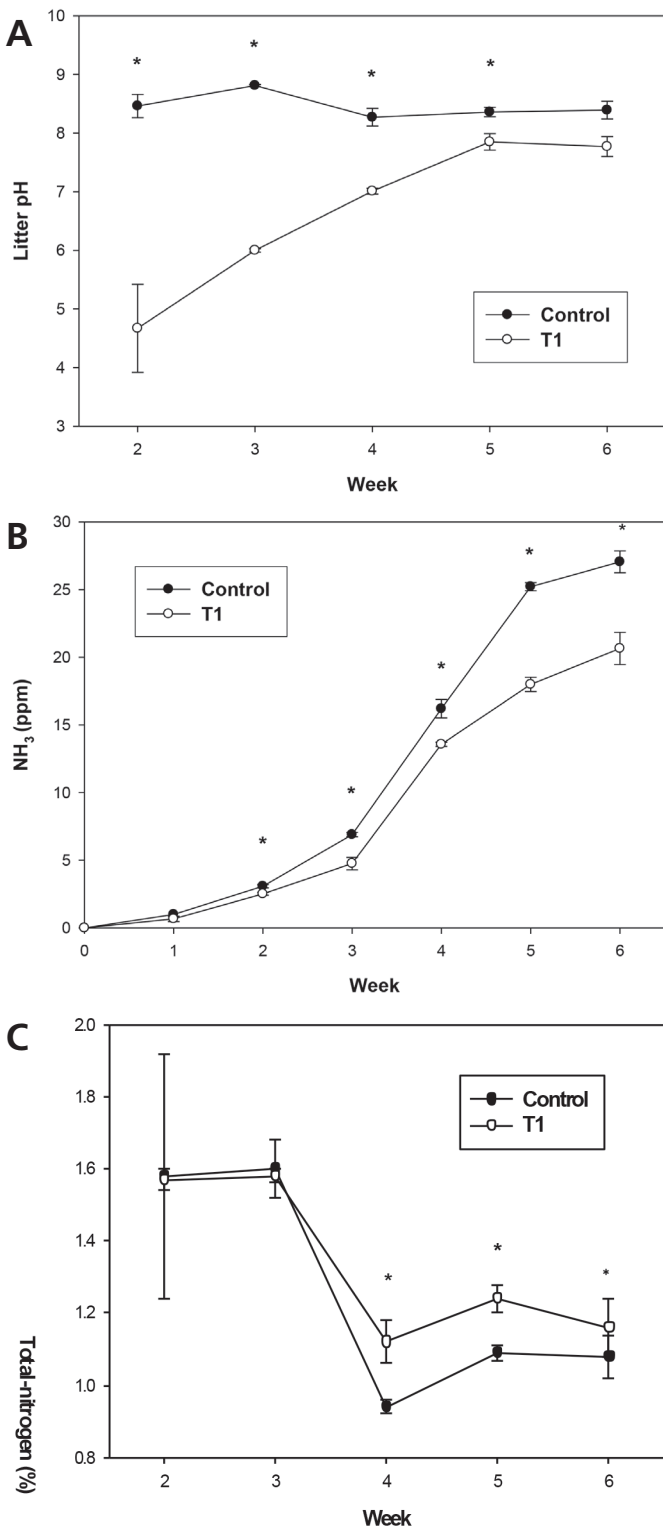 A
10
9
8
7
6
5
4
3
Litter pH
* * * *
Control
T1
2 3 4 5 6
Week
B
30
25
20
15
10
5
0
NH3 (ppm)
Control
T1
* * * * *
0 1 2 3 4 5 6
Week
C
2.0
1.8
1.6
1.4
1.2
1.0
0.8
Total-nitrogen (%)
Control
T1
* * *
2 3 4 5 6
Week